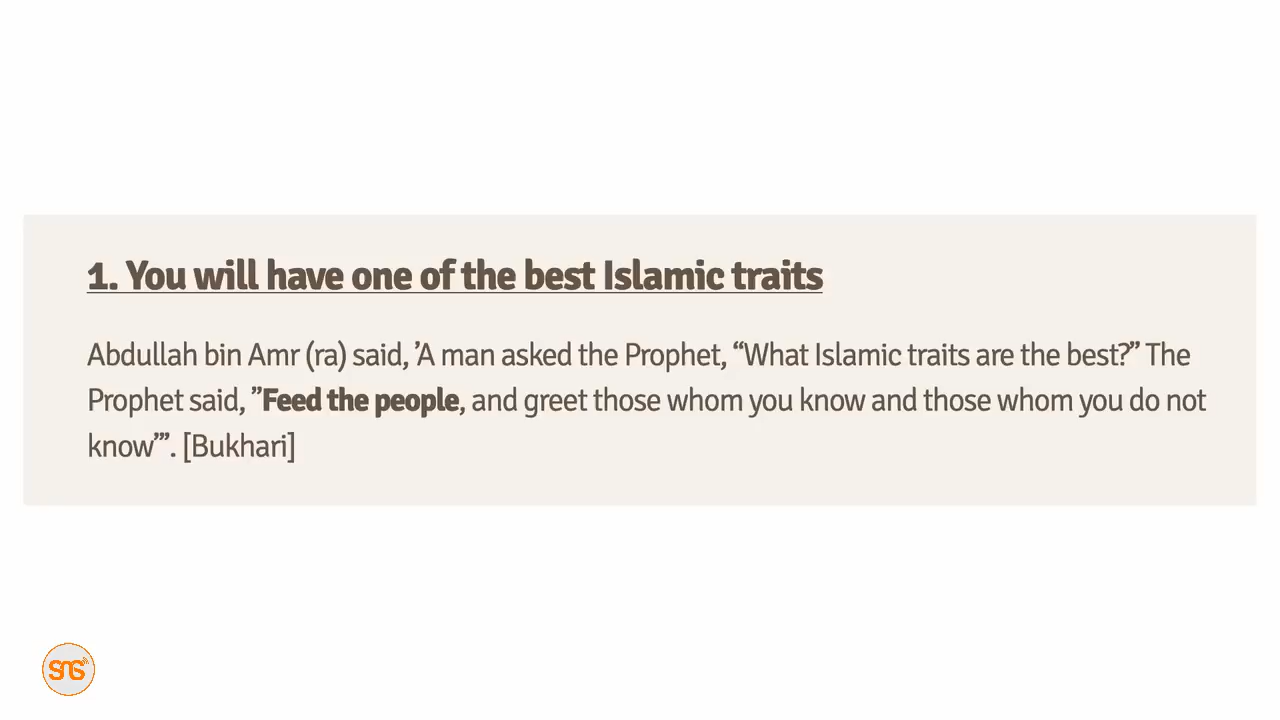 1. You will have one of the best Islamic traits
Abdullah bin Amr (ra) said, ’A man asked the Prophet, “What Islamic traits are the best?” The
Prophet said, ”Feed the people, and greet those whom you know and those whom you do not
know”’. [Bukhari]
SNS